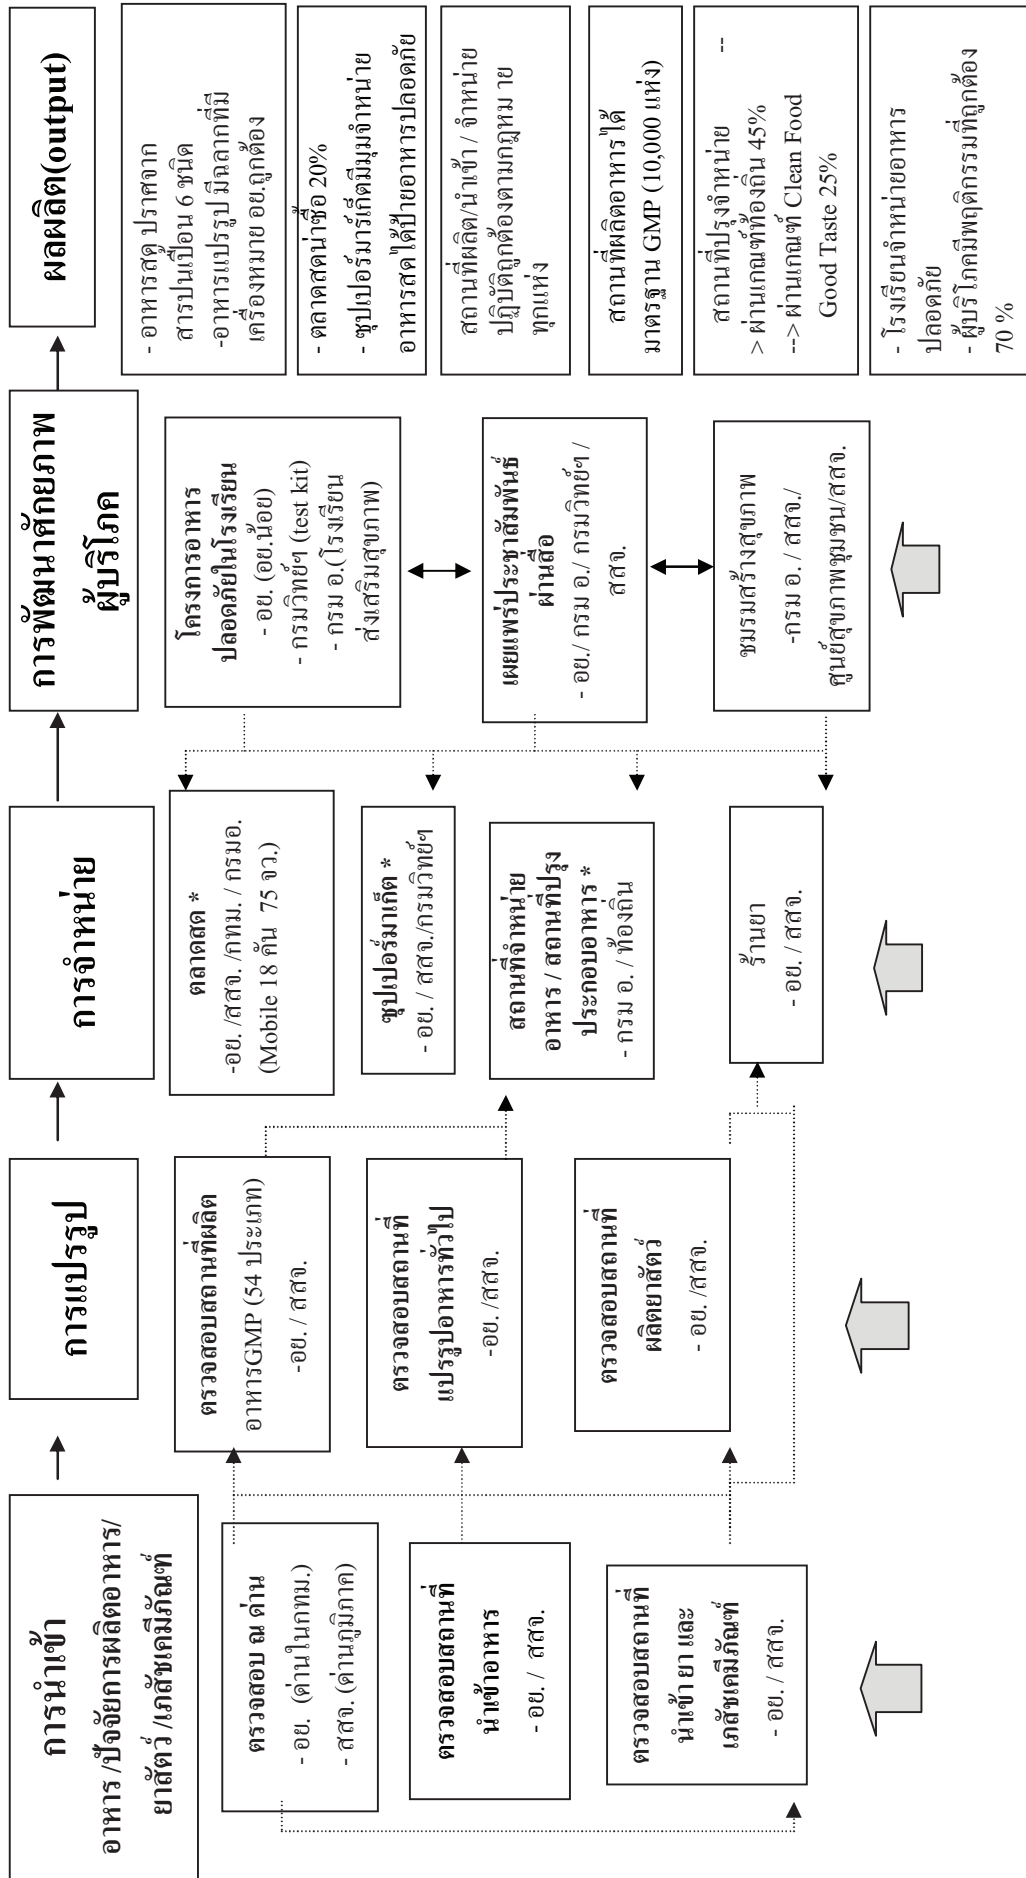 การนำเข้า
อาหาร /ปัจจัยการผลิตอาหาร/
ยาสัตว์ /เภสัชเคมีภัณฑ์
ตรวจสอบ ณ ด่าน
- อย. (ด่านในกทม.)
- สสจ. (ด่านภูมิภาค)
ตรวจสอบสถานที่
นำเข้าอาหาร
- อย. / สสจ.
ตรวจสอบสถานที่
นำเข้า ยา และ
เภสัชเคมีภัณฑ์
- อย. / สสจ.
การแปรรูป
ตรวจสอบสถานที่ผลิต
อาหารGMP (54 ประเภท)
-อย. / สสจ.
ตรวจสอบสถานที่
แปรรูปอาหารทั่วไป
-อย. /สสจ.
ตรวจสอบสถานที่
ผลิตยาสัตว์
- อย. /สสจ.
การจำหน่าย
ตลาดสด *
-อย. /สสจ. /กทม. / กรมอ.
(Mobile 18 คัน 75 จว.)
ซุปเปอร์มาเก็ต *
- อย. / สสจ./กรมวิทย์ฯ
สถานที่จำหน่าย
อาหาร / สถานที่ปรุง
ประกอบอาหาร *
- กรม อ. / ท้องถิ่น
ร้านยา
- อย. / สสจ.
การพัฒนาศักยภาพ
ผู้บริโภค
โครงการอาหาร
ปลอดภัยในโรงเรียน
- อย. (อย.น้อย)
- กรมวิทย์ฯ (test kit)
- กรม อ.(โรงเรียน
ส่งเสริมสุขภาพ)
เผยแพร่ประชาสัมพันธ์
ผ่านสื่อ
- อย./ กรม อ./ กรมวิทย์ฯ /
สสจ.
ชมรมสร้างสุขภาพ
-กรม อ. / สสจ./
ศูนย์สุขภาพชุมชน/สสจ.
ผลผลิต(output)
- อาหารสด ปราศจาก
สารปนเปื้อน 6 ชนิด
-อาหารแปรรูป มีฉลากที่มี
เครื่องหมาย อย.ถูกต้อง
- ตลาดสดน่าซื้อ 20%
- ซุปเปอร์มาร์เก็ตมีมุมจำหน่าย
อาหารสดได้ป้ายอาหารปลอดภัย
สถานที่ผลิต/นำเข้า / จำหน่าย
ปฏิบัติถูกต้องตามกฎหม าย
ทุกแห่ง
สถานที่ผลิตอาหารได้
มาตรฐาน GMP (10,000 แห่ง)
สถานที่ปรุงจำหน่าย --
> ผ่านเกณฑ์ท้องถิ่น 45%
--> ผ่านเกณฑ์ Clean Food
Good Taste 25%
- โรงเรียนจำหน่ายอาหาร
ปลอดภัย
- ผู้บริโภคมีพฤติกรรมที่ถูกต้อง
70 %